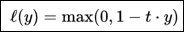 ℓ(y) = max(0, 1 − t · y)